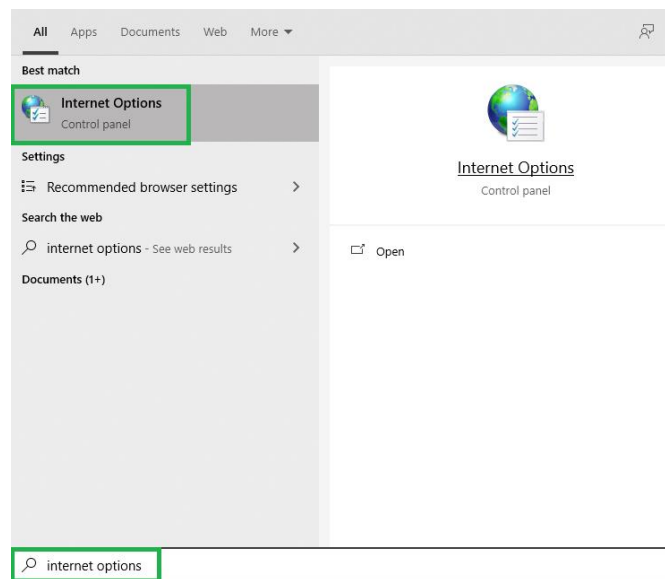 All Apps Documents Web More
Best match
Internet Options
Control panel
Settings
Recommended browser settings
Search the web
internet options - See web results
Documents (1+)
Internet Options
Control panel
Open
internet options